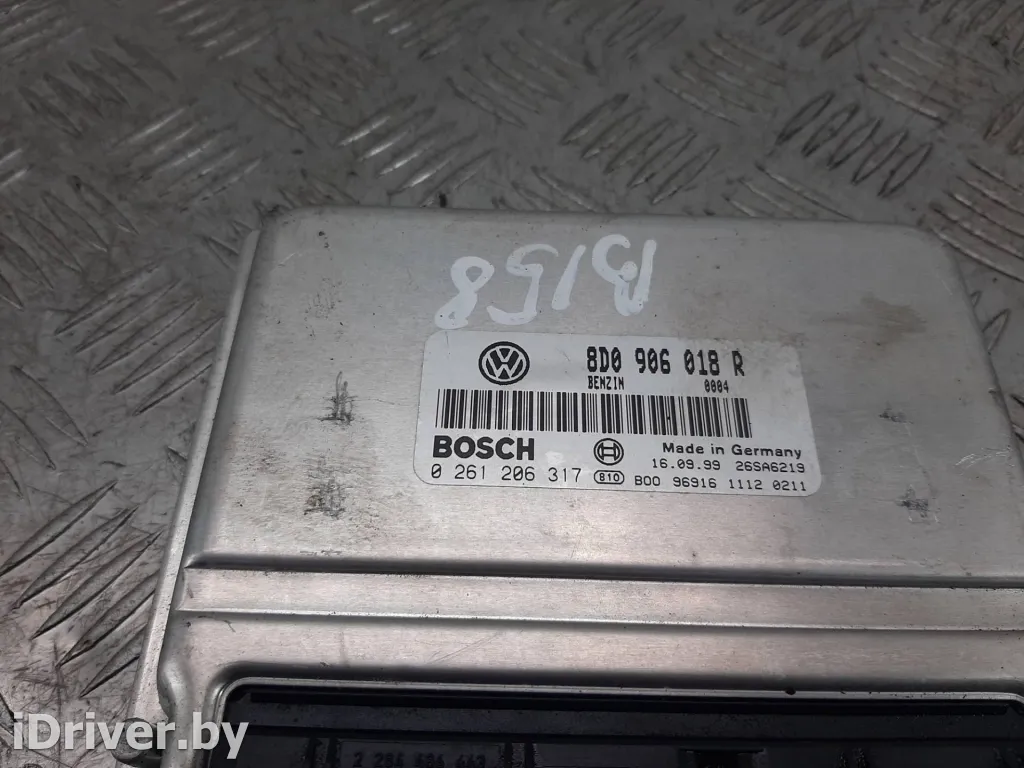 B158
VW
8D0 906 018 R
BENZIN 0004
BOSCH Made in Germany
16.09.99 26SA6219
0 261 206 317 B10 B00 96916 1112 0211
iDriver.by